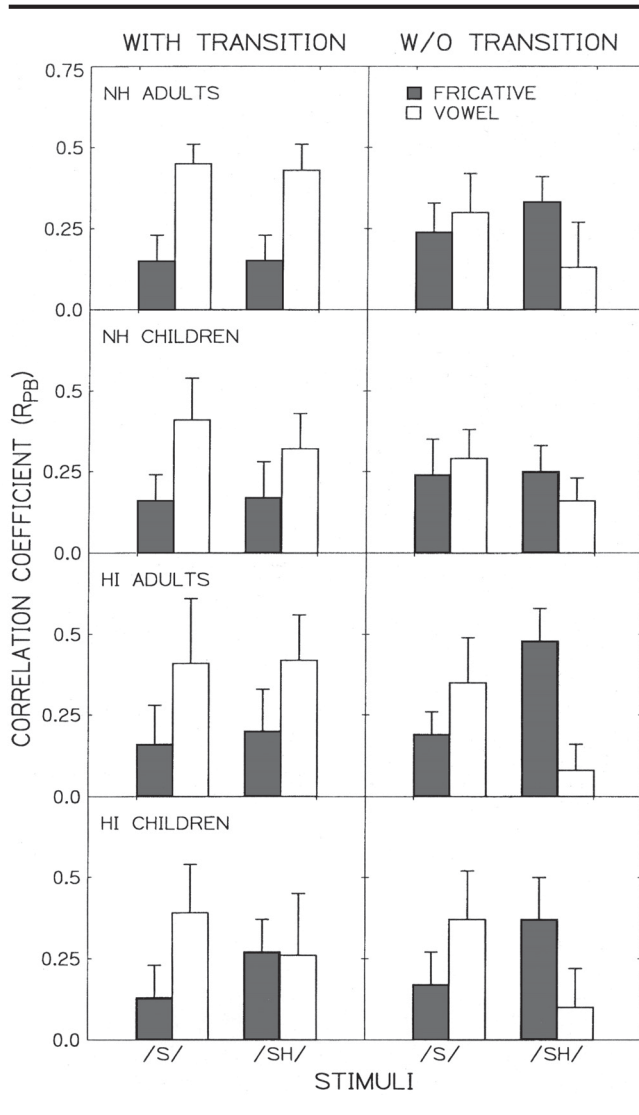 WITH TRANSITION
W/O TRANSITION
0.75
NH ADULTS
FRICATIVE
VOWEL
0.5
0.25
0.0
NH CHILDREN
0.5
0.25
0.0
HI ADULTS
0.5
0.25
0.0
HI CHILDREN
0.5
0.25
0.0
CORRELATION COEFFICIENT (RPB)
/S/
/SH/
/S/
/SH/
STIMULI